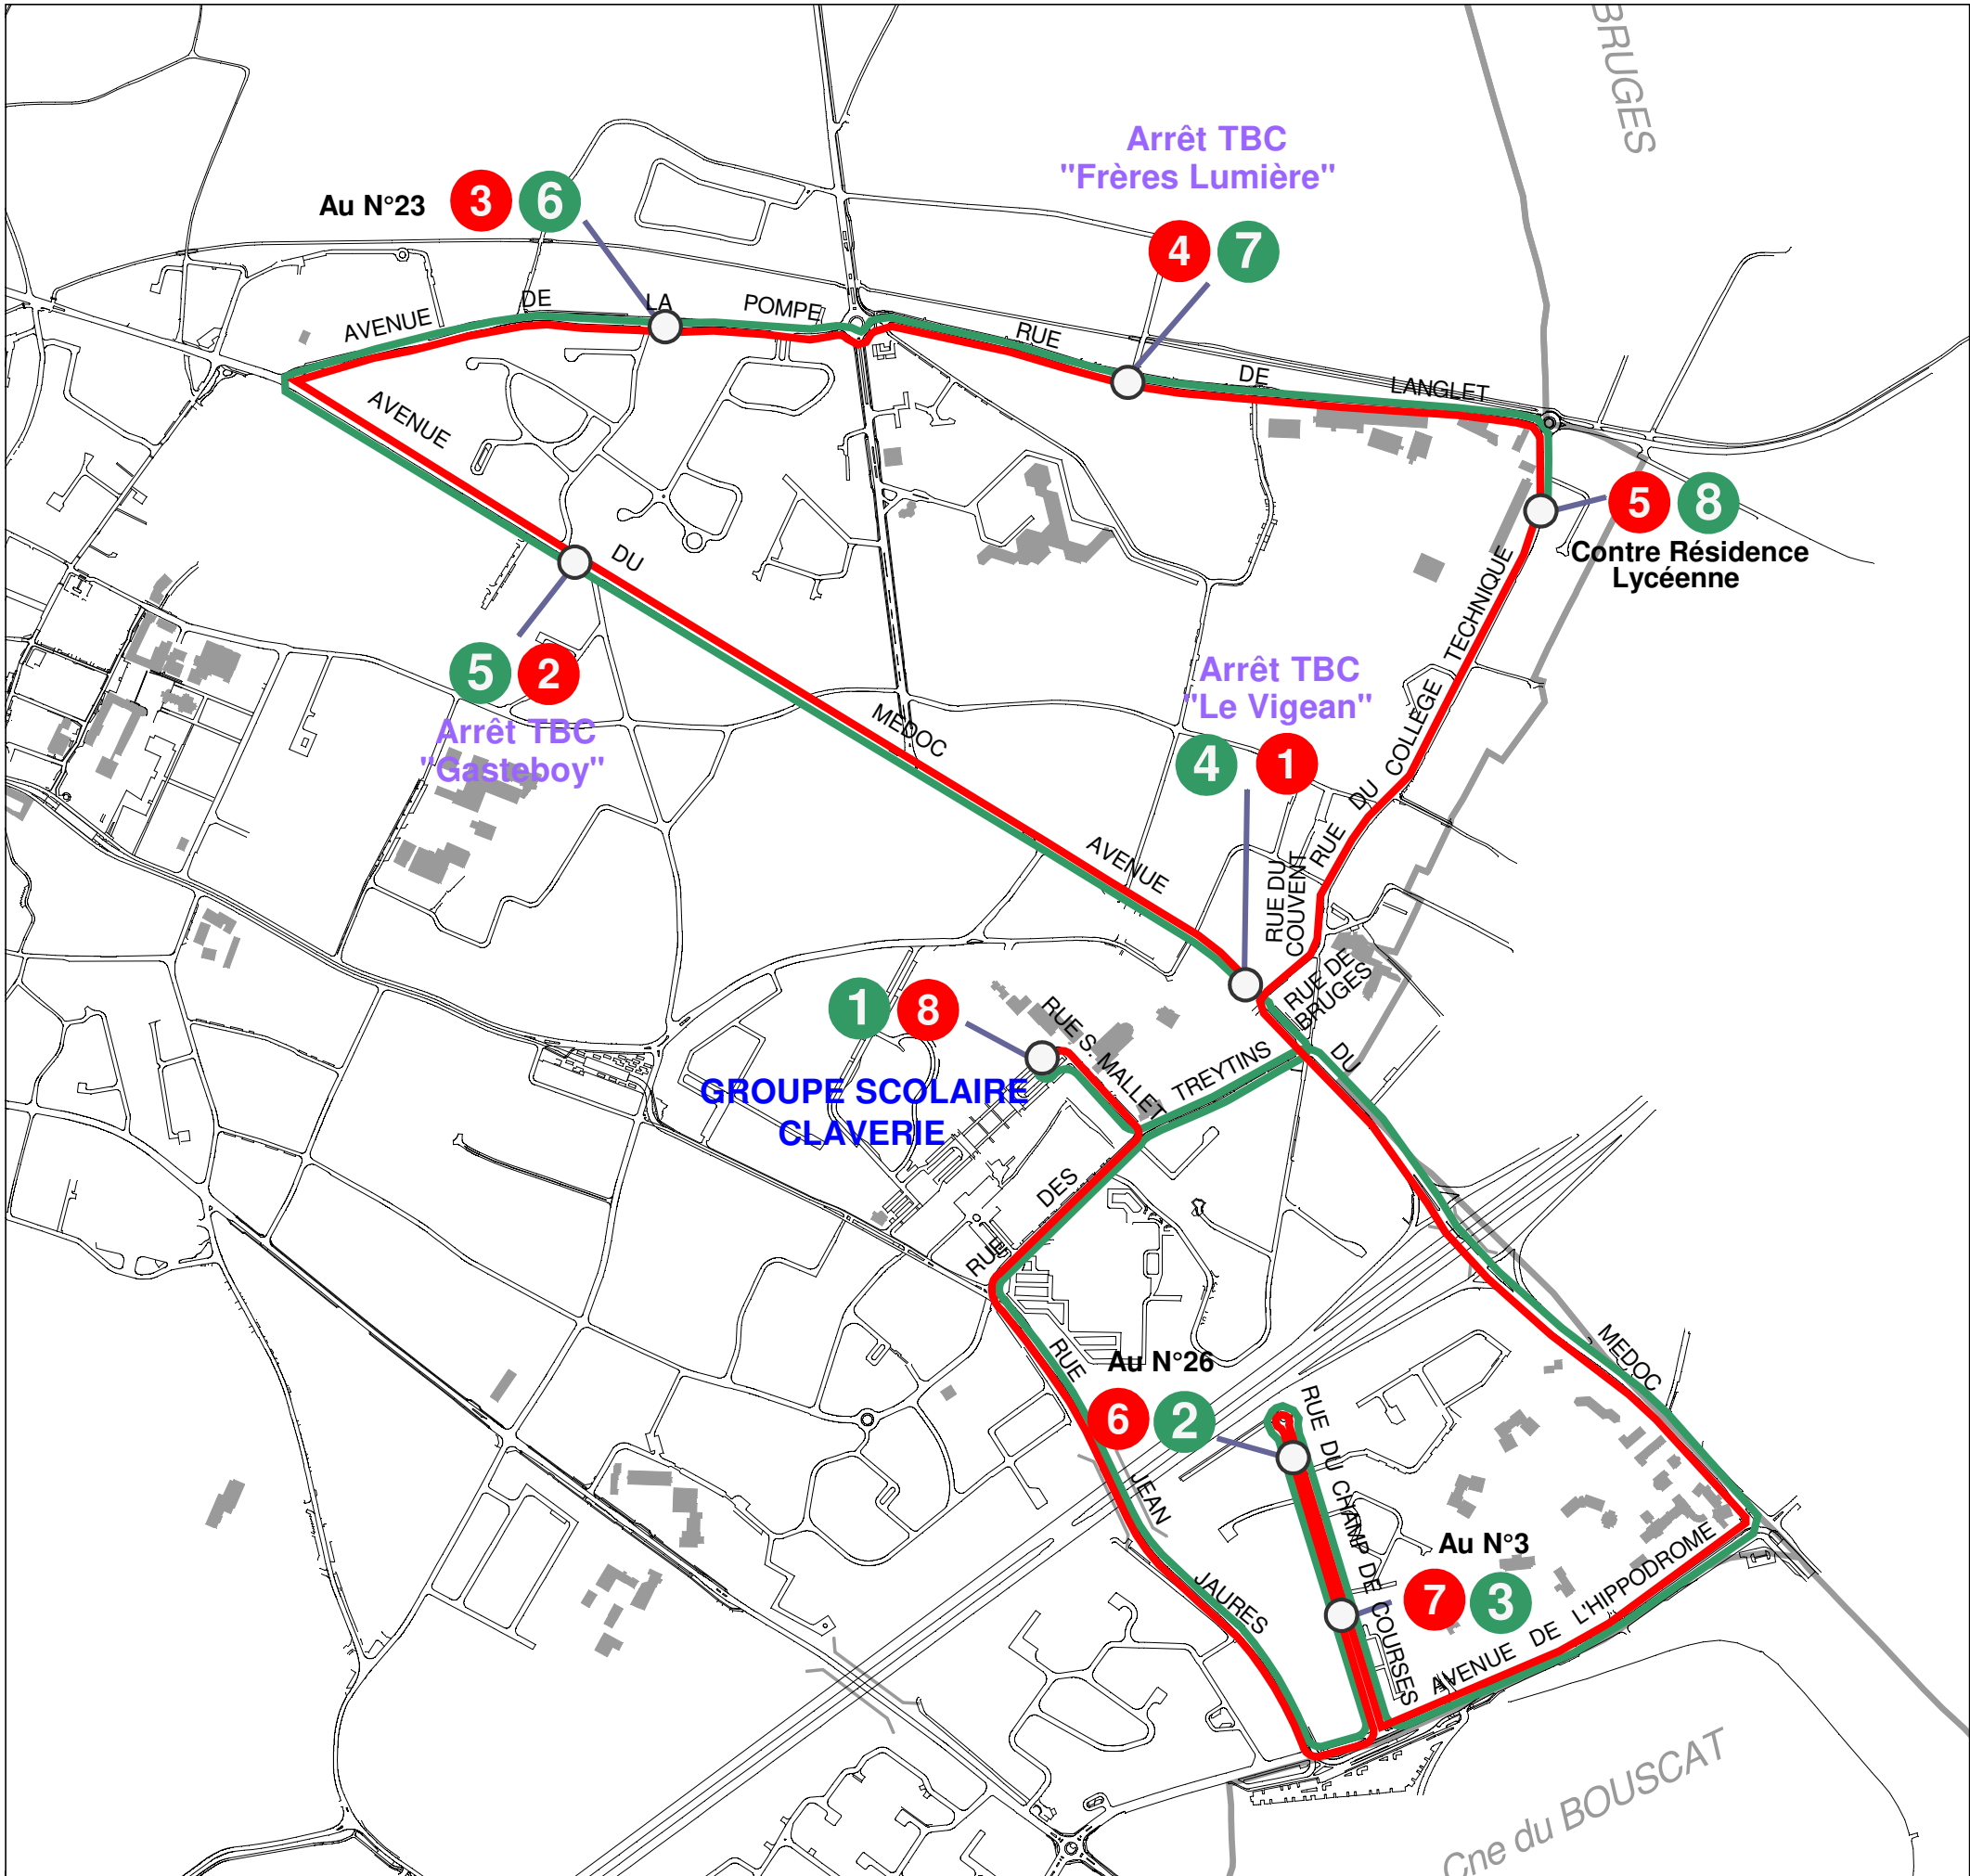 BRUGES
Arrêt TBC
"Frères Lumière"
Au N°23
3
6
4
7
AVENUE
DE
LA
POMPE
RUE
DE
LANGLET
AVENUE
5
8
Contre Résidence
Lycéenne
DU
5
2
Arrêt TBC
"Gasteboy"
MEDOC
Arrêt TBC
"Le Vigean"
4
1
RUE
DU
COLLEGE
TECHNIQUE
AVENUE
RUE DU
COUVENT
RUE DE
BRUGES
DU
1
8
RUE S. MALLET
TREYTINS
GROUPE SCOLAIRE
CLAVERIE
DES
RUE
RUE
Au N°26
6
2
RUE DU CHAMP DE COURSES
MEDOC
JEAN
Au N°3
7
3
JAURES
AVENUE DE L'HIPPODROME
Cne du BOUSCAT